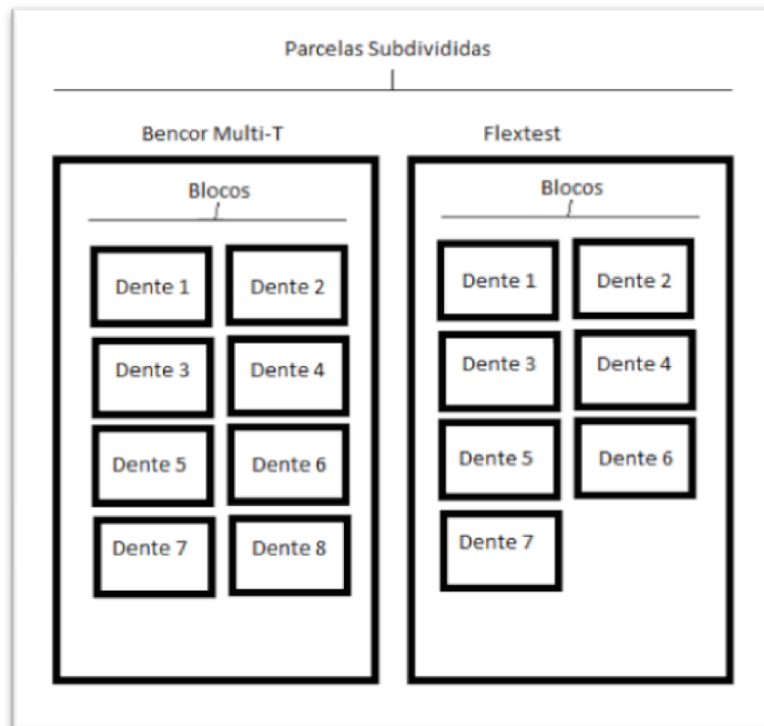 Parcelas Subdivididas
Bencor Multi-T
Flextest
Blocos
Blocos
Dente 1
Dente 2
Dente 1
Dente 2
Dente 3
Dente 4
Dente 3
Dente 4
Dente 5
Dente 6
Dente 5
Dente 6
Dente 7
Dente 8
Dente 7